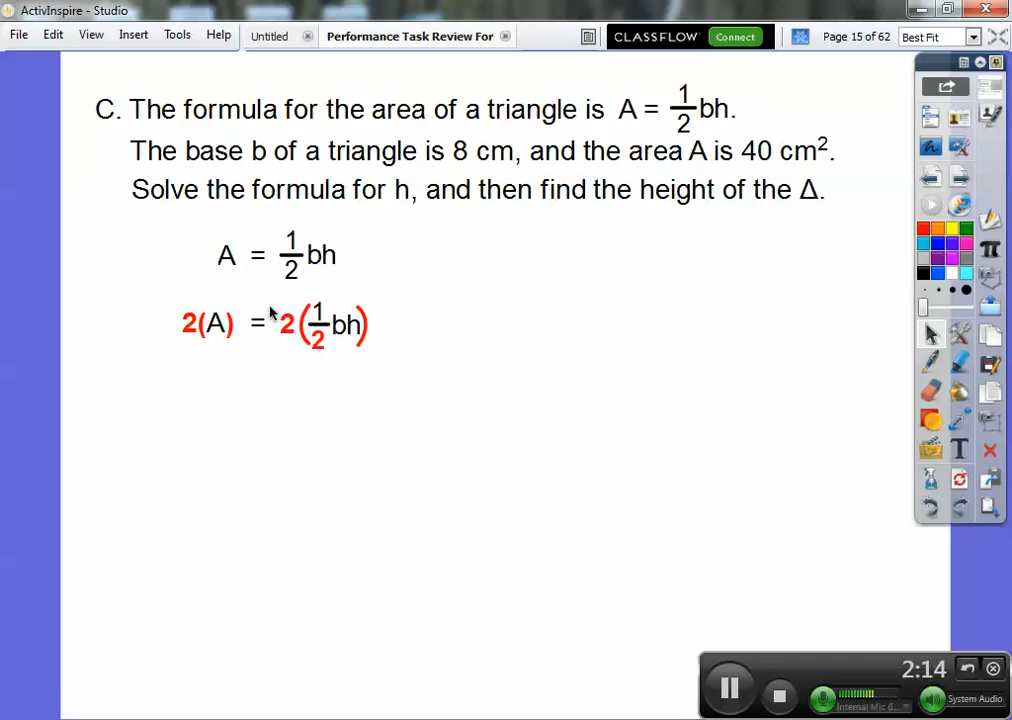 ActivInspire - Studio
File Edit View Insert Tools Help Untitled Performance Task Review For CLASSFLOW Connect Page 15 of 62 Best Fit
C. The formula for the area of a triangle is A = 1/2 bh.
The base b of a triangle is 8 cm, and the area A is 40 cm².
Solve the formula for h, and then find the height of the Δ.
A = 1/2 bh
2(A) = 2(1/2 bh)
2:14
Internal Mic (I... System Audio